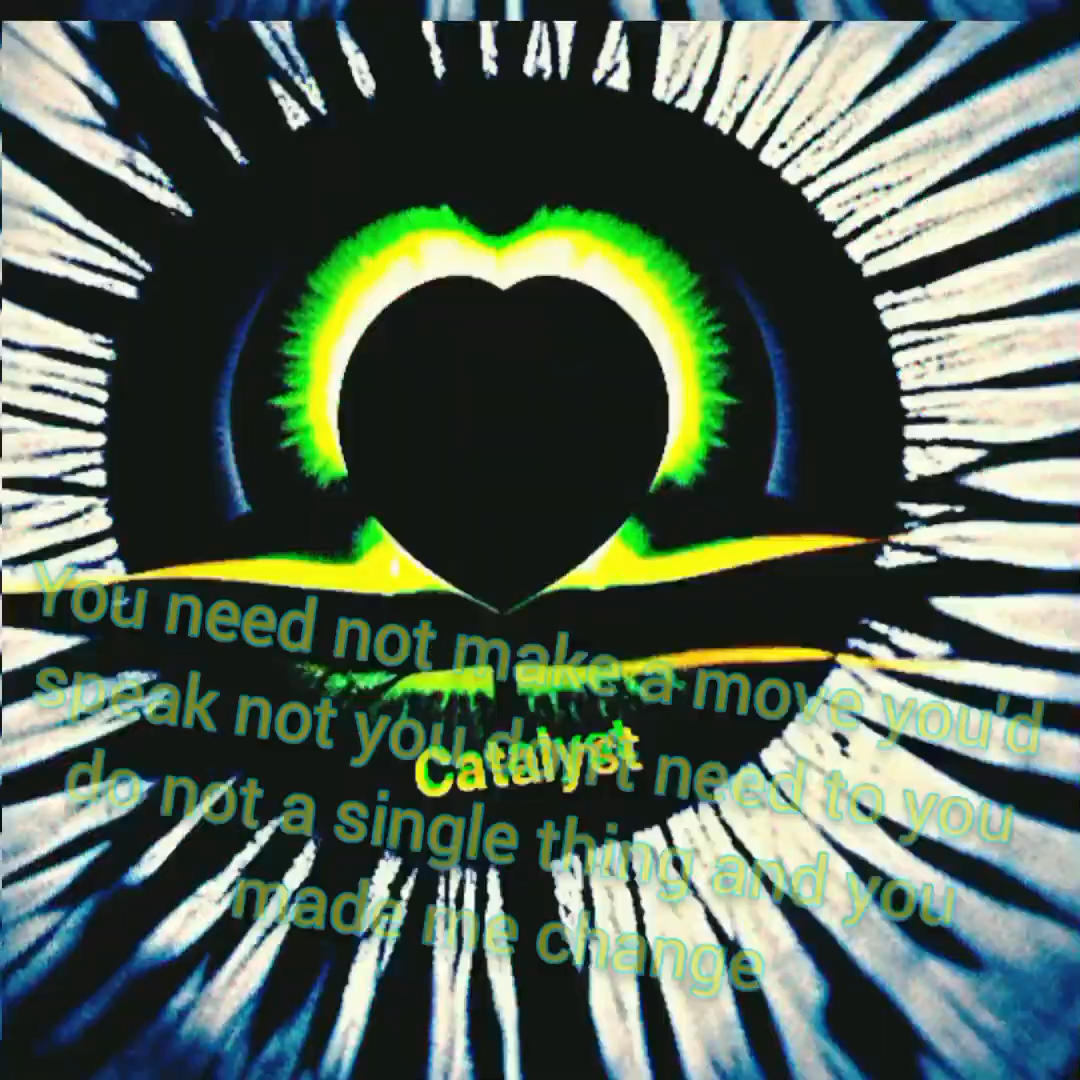 You need not make a move you'd
speak not you don't need to you
Catalyst
do not a single thing and you
made me change